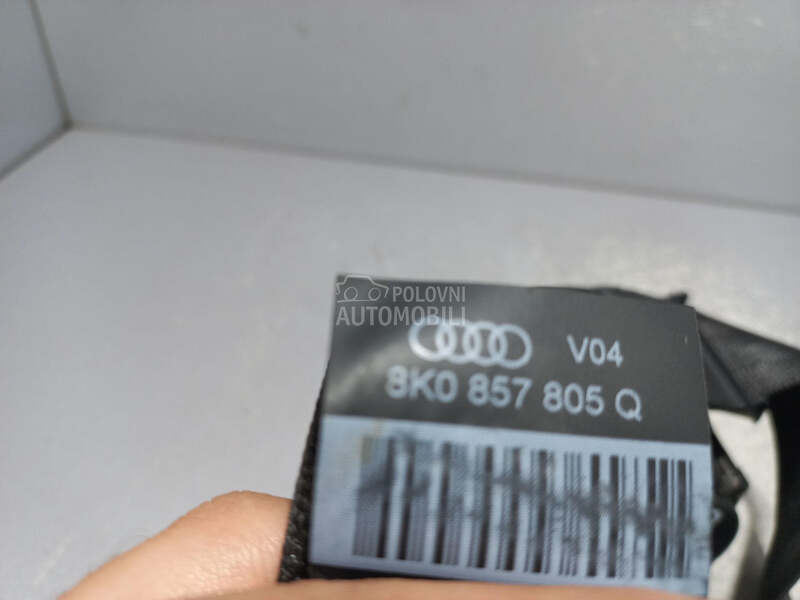 POLOVNI
AUTOMOBILI
V04
8K0 857 805 Q